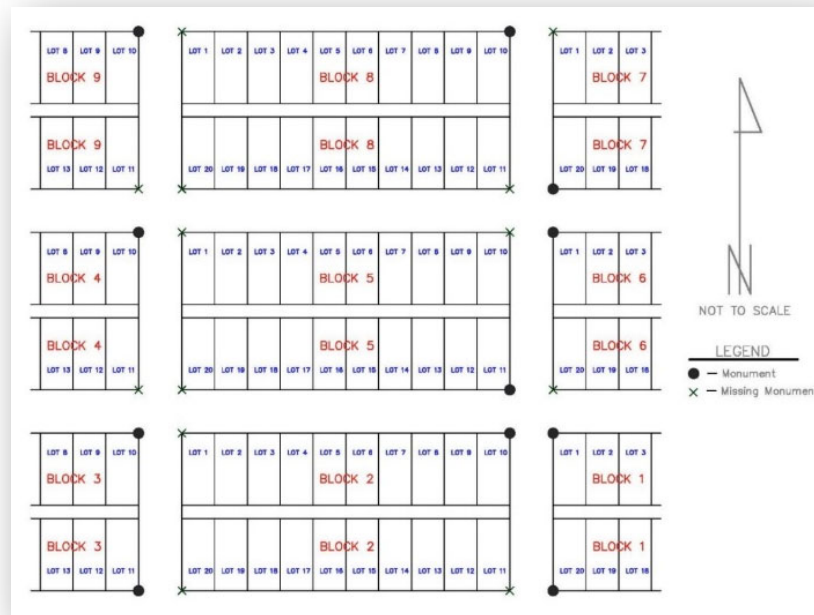 LOT 8 LOT 9 LOT 10 LOT 1 LOT 2 LOT 3 LOT 4 LOT 5 LOT 6 LOT 7 LOT 8 LOT 9 LOT 10 LOT 1 LOT 2 LOT 3
BLOCK 9 BLOCK 8 BLOCK 7
BLOCK 9 BLOCK 8 BLOCK 7
LOT 13 LOT 12 LOT 11 LOT 20 LOT 19 LOT 18 LOT 17 LOT 16 LOT 15 LOT 14 LOT 13 LOT 12 LOT 11 LOT 20 LOT 19 LOT 18
LOT 8 LOT 9 LOT 10 LOT 1 LOT 2 LOT 3 LOT 4 LOT 5 LOT 6 LOT 7 LOT 8 LOT 9 LOT 10 LOT 1 LOT 2 LOT 3
BLOCK 4 BLOCK 5 BLOCK 6
BLOCK 4 BLOCK 5 BLOCK 6
LOT 13 LOT 12 LOT 11 LOT 20 LOT 19 LOT 18 LOT 17 LOT 16 LOT 15 LOT 14 LOT 13 LOT 12 LOT 11 LOT 20 LOT 19 LOT 18
LOT 8 LOT 9 LOT 10 LOT 1 LOT 2 LOT 3 LOT 4 LOT 5 LOT 6 LOT 7 LOT 8 LOT 9 LOT 10 LOT 1 LOT 2 LOT 3
BLOCK 3 BLOCK 2 BLOCK 1
BLOCK 3 BLOCK 2 BLOCK 1
LOT 13 LOT 12 LOT 11 LOT 20 LOT 19 LOT 18 LOT 17 LOT 16 LOT 15 LOT 14 LOT 13 LOT 12 LOT 11 LOT 20 LOT 19 LOT 18
N
NOT TO SCALE
LEGEND
– Monument
– Missing Monument